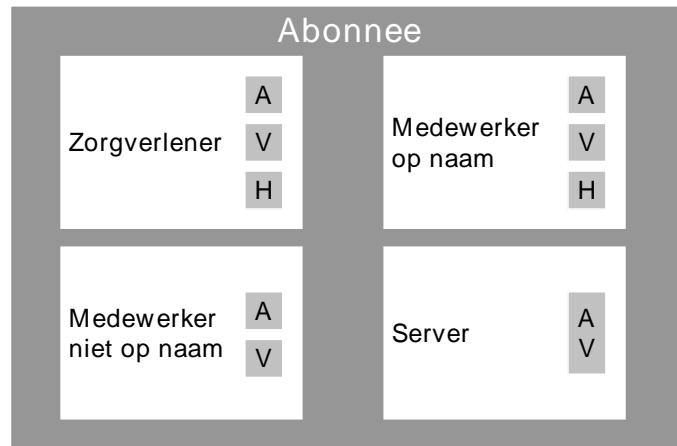 Abonnee
Zorgverlener
A
V
H
Medewerker
op naam
A
V
H
Medewerker
niet op naam
A
V
Server
A
V